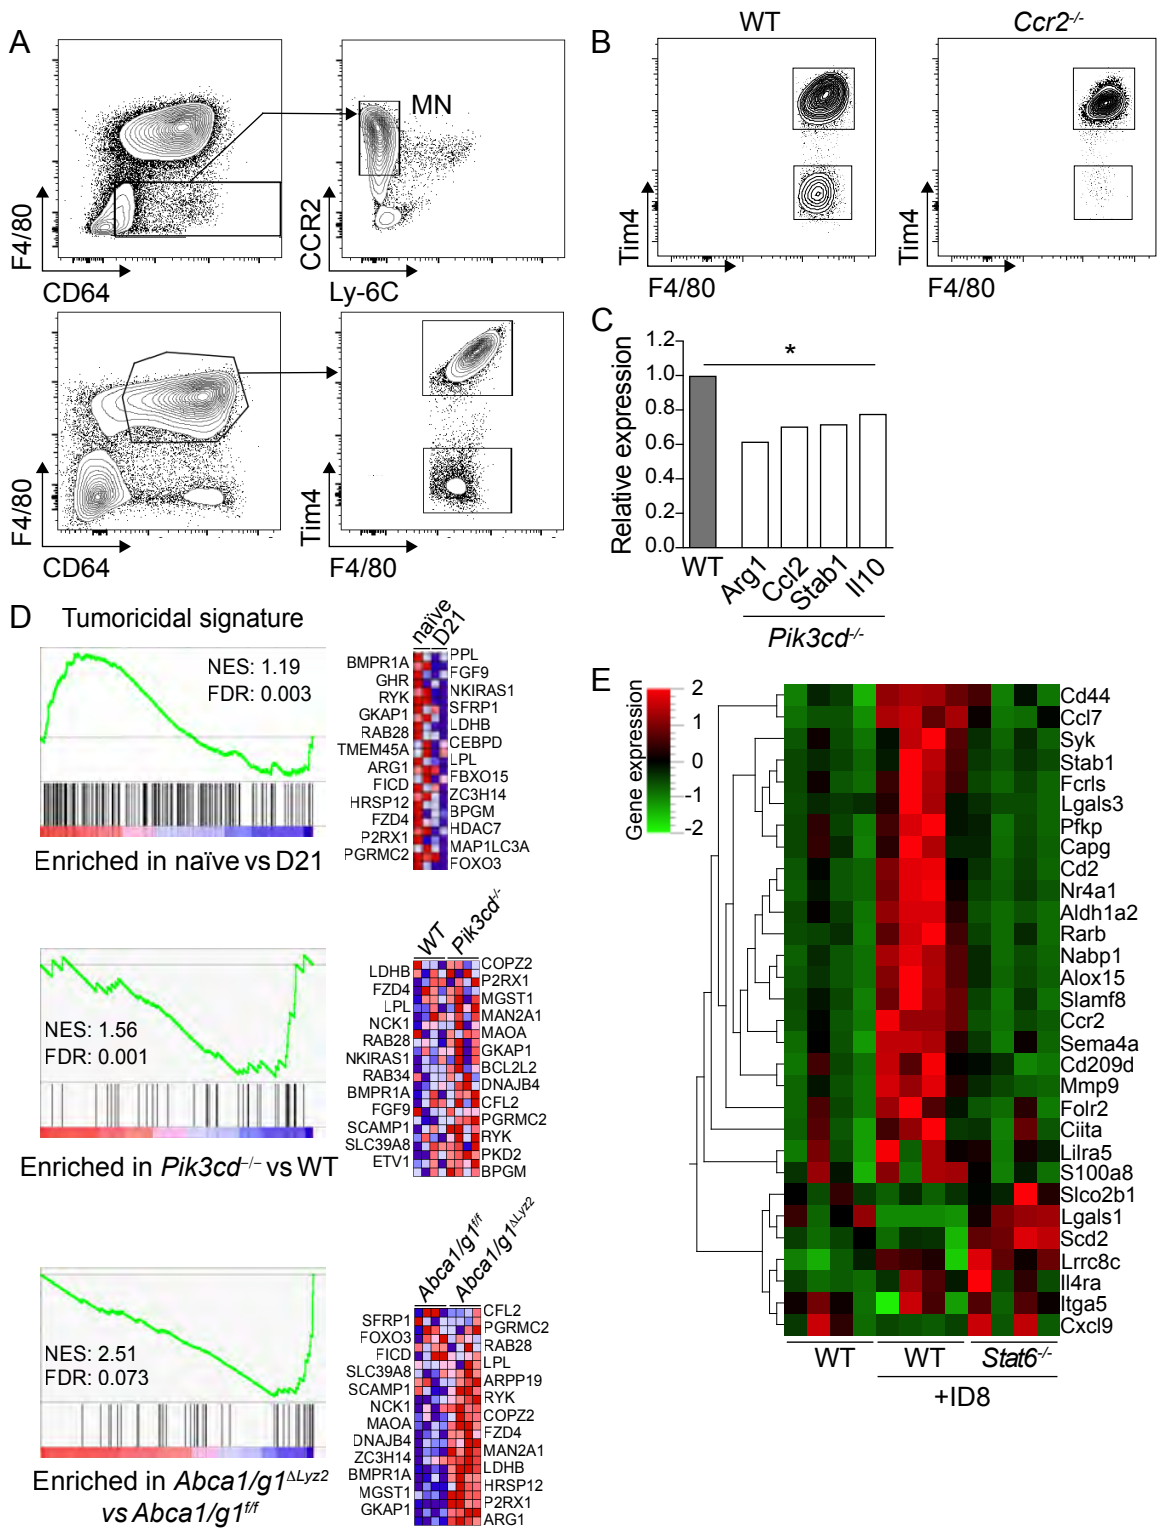 A
F4/80
CD64
MN
CCR2
Ly-6C
F4/80
CD64
Tim4
F4/80
B
WT
Ccr2-/-
Tim4
F4/80
Tim4
F4/80
C
Relative expression
1.2
1.0
0.8
0.6
0.4
0.2
0.0
*
WT
Arg1
Ccl2
Stab1
Il10
Pik3cd-/-
D
Tumoricidal signature
NES: 1.19
FDR: 0.003
Enriched in naïve vs D21
naïve
D21
BMPR1A
GHR
RYK
GKAP1
RAB28
TMEM45A
ARG1
FICD
HRSP12
FZD4
P2RX1
PGRMC2
PPL
FGF9
NKIRAS1
SFRP1
LDHB
CEBPD
LPL
FBXO15
ZC3H14
BPGM
HDAC7
MAP1LC3A
FOXO3
NES: 1.56
FDR: 0.001
Enriched in Pik3cd-/- vs WT
WT
Pik3cd-/-
LDHB
FZD4
LPL
NCK1
RAB28
NKIRAS1
RAB34
BMPR1A
FGF9
SCAMP1
SLC39A8
ETV1
COPZ2
P2RX1
MGST1
MAN2A1
MAOA
GKAP1
BCL2L2
DNAJB4
CFL2
PGRMC2
RYK
PKD2
BPGM
NES: 2.51
FDR: 0.073
Enriched in Abca1/g1ΔLyz2
vs Abca1/g1f/f
Abca1/g1f/f
Abca1/g1ΔLyz2
SFRP1
FOXO3
FICD
SLC39A8
SCAMP1
NCK1
MAOA
DNAJB4
ZC3H14
BMPR1A
MGST1
GKAP1
CFL2
PGRMC2
RAB28
LPL
ARPP19
RYK
COPZ2
FZD4
MAN2A1
LDHB
HRSP12
P2RX1
ARG1
E
Gene expression
2
1
0
-1
-2
Cd44
Ccl7
Syk
Stab1
Fcrls
Lgals3
Pfkp
Capg
Cd2
Nr4a1
Aldh1a2
Rarb
Nabp1
Alox15
Slamf8
Ccr2
Sema4a
Cd209d
Mmp9
Folr2
Ciita
Lilra5
S100a8
Slco2b1
Lgals1
Scd2
Lrrc8c
Il4ra
Itga5
Cxcl9
WT
WT
Stat6-/-
+ID8